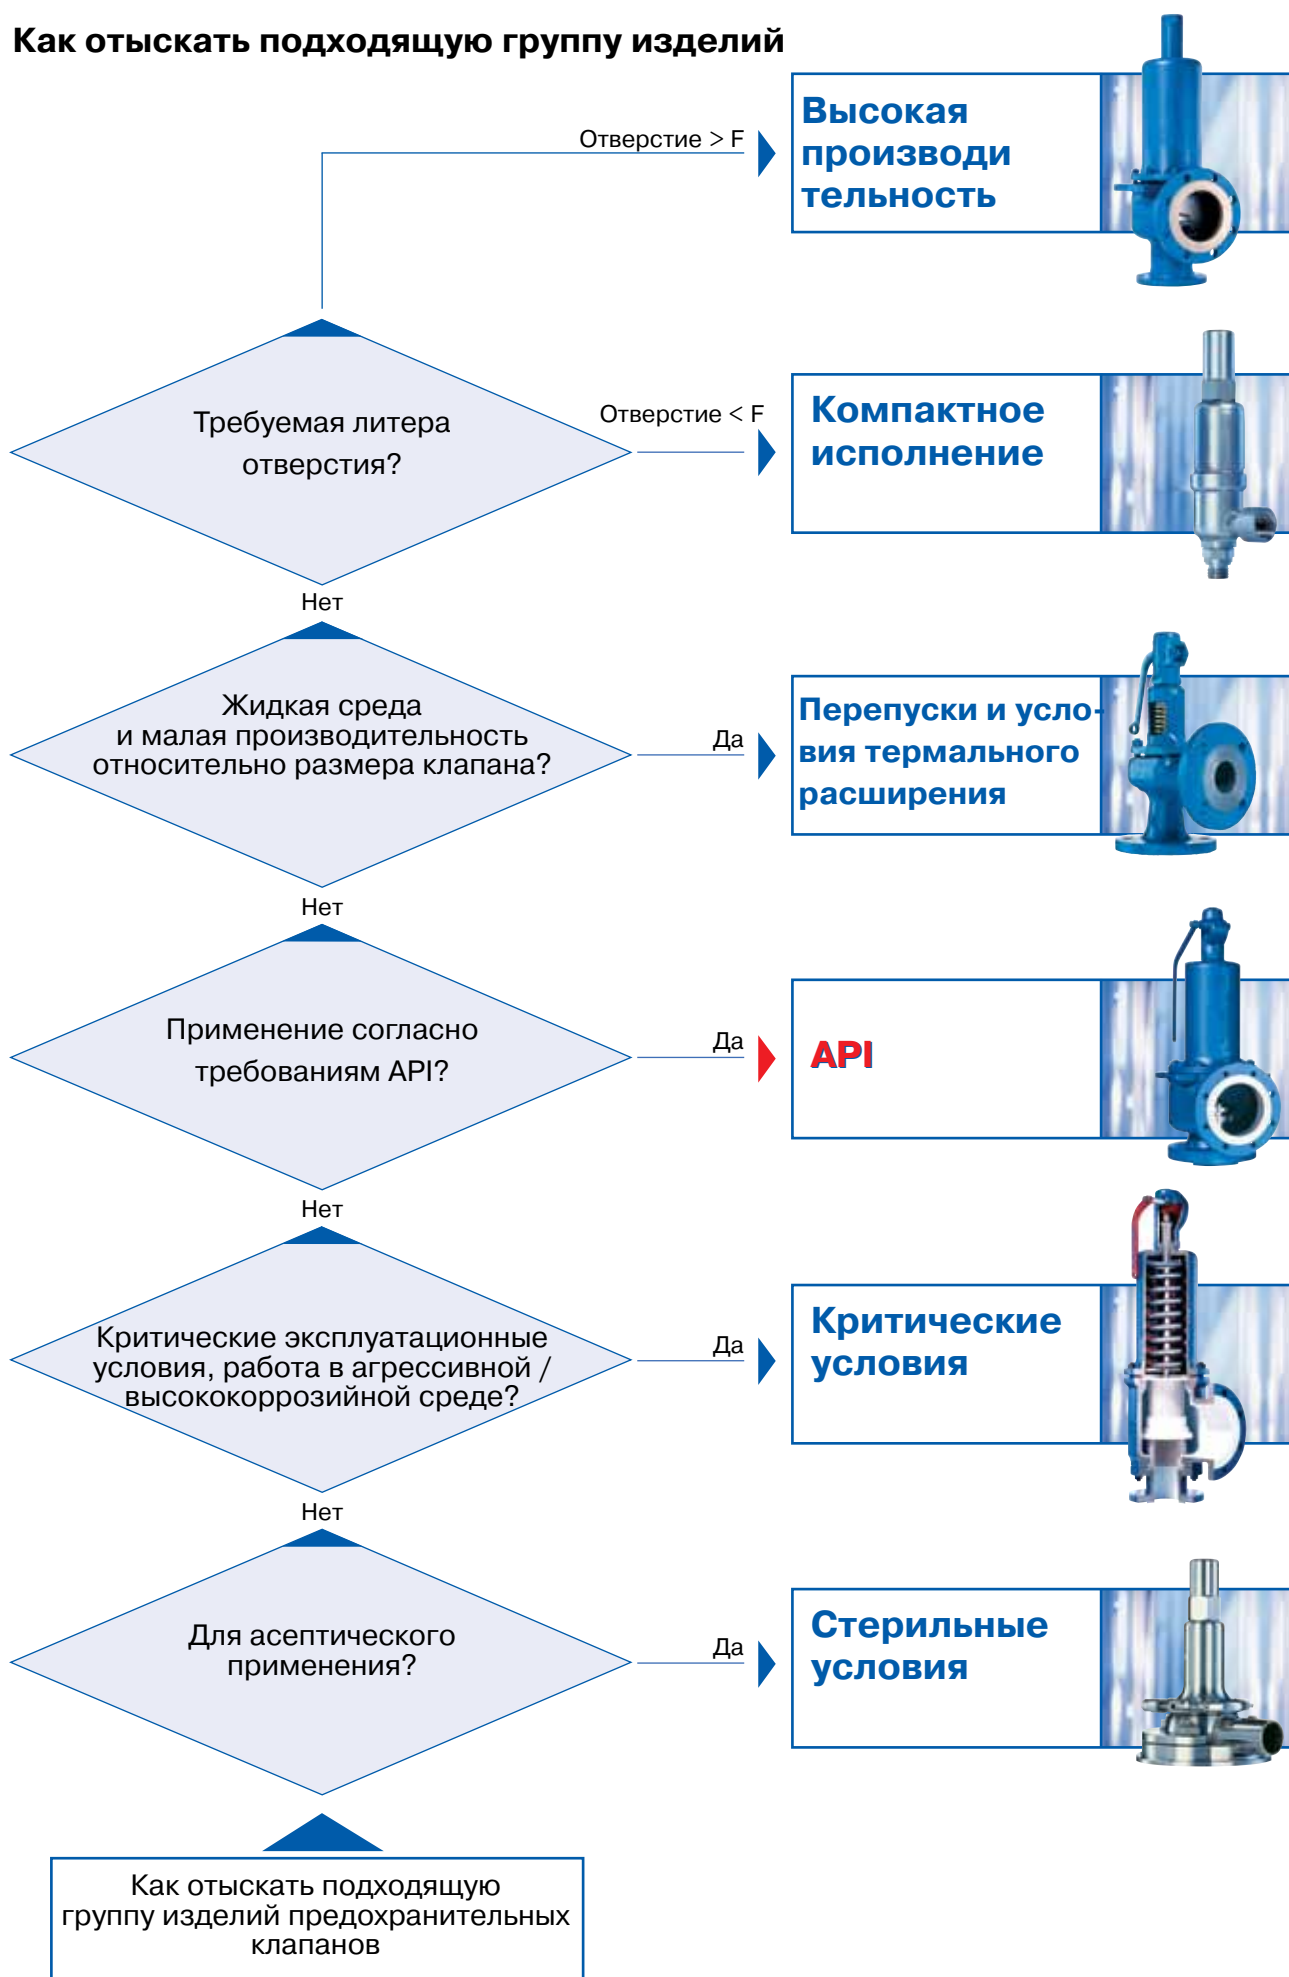 Как отыскать подходящую группу изделий
Отверстие > F
Высокая
производи
тельность
Требуемая литера
отверстия?
Отверстие < F
Компактное
исполнение
Нет
Жидкая среда
и малая производительность
относительно размера клапана?
Да
Перепуски и усло-
вия термального
расширения
Нет
Применение согласно
требованиям API?
Да
API
Нет
Критические эксплуатационные
условия, работа в агрессивной /
высококоррозийной среде?
Да
Критические
условия
Нет
Для асептического
применения?
Да
Стерильные
условия
Как отыскать подходящую
группу изделий предохранительных
клапанов